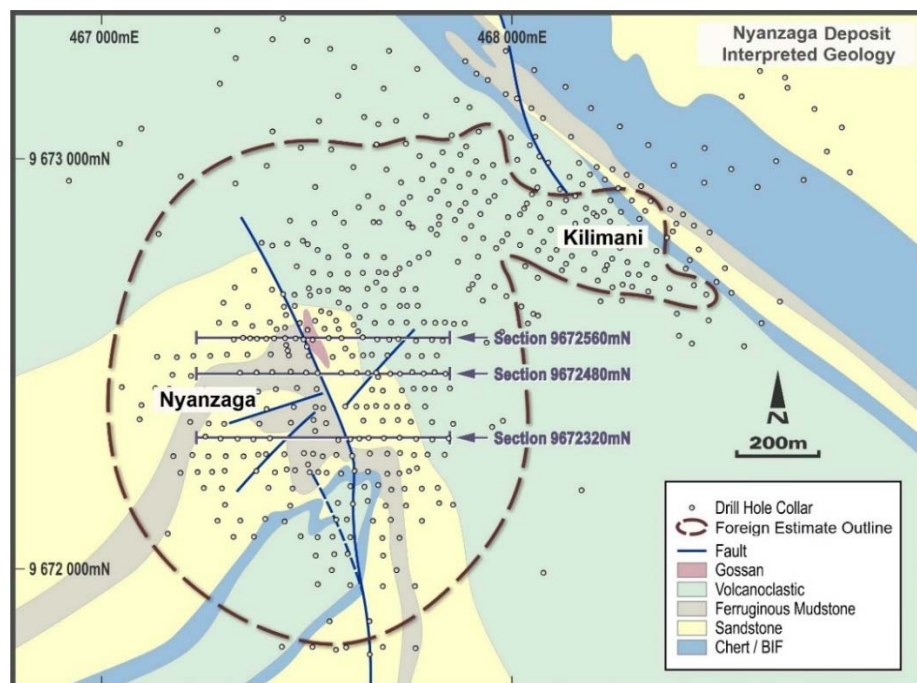 467 000mE
468 000mE
Nyanzaga Deposit
Interpreted Geology
9 673 000mN
Kilimani
Section 9672560mN
Nyanzaga
Section 9672480mN
N
200m
Section 9672320mN
Drill Hole Collar
Foreign Estimate Outline
Fault
Gossan
Volcanoclastic
Ferruginous Mudstone
Sandstone
Chert / BIF
9 672 000mN